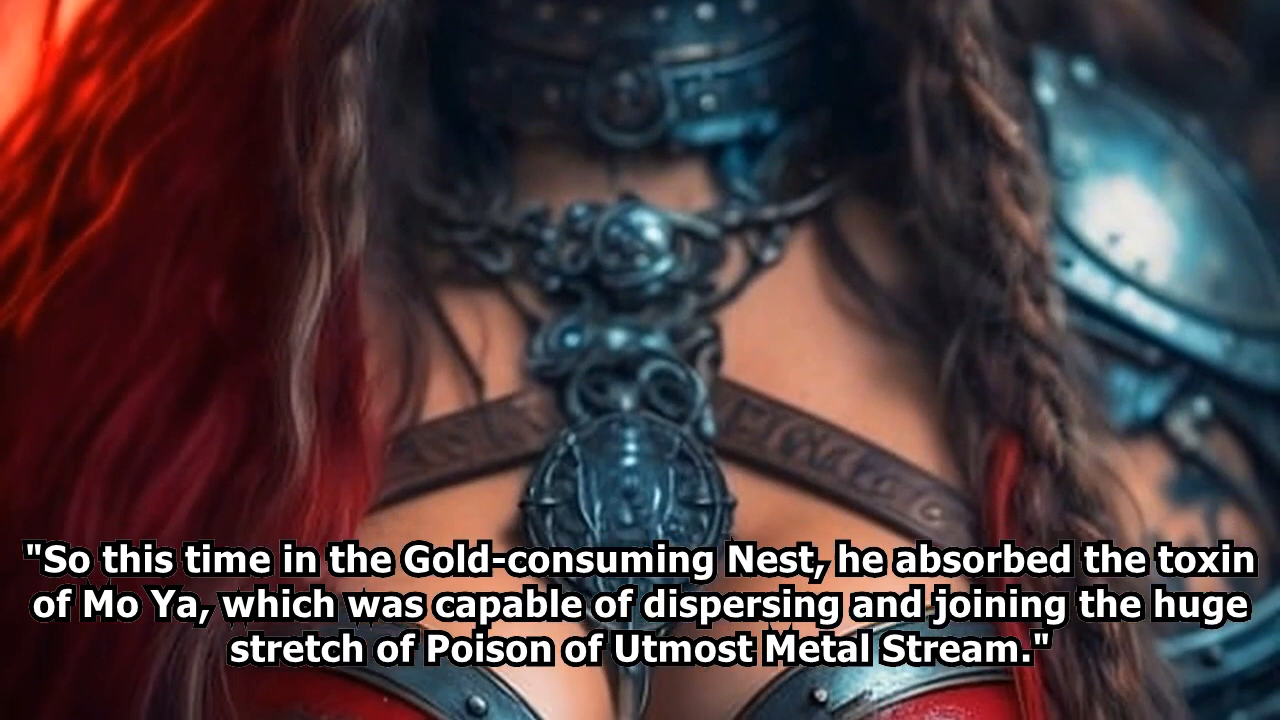 "So this time in the Gold-consuming Nest, he absorbed the toxin
of Mo Ya, which was capable of dispersing and joining the huge
stretch of Poison of Utmost Metal Stream."